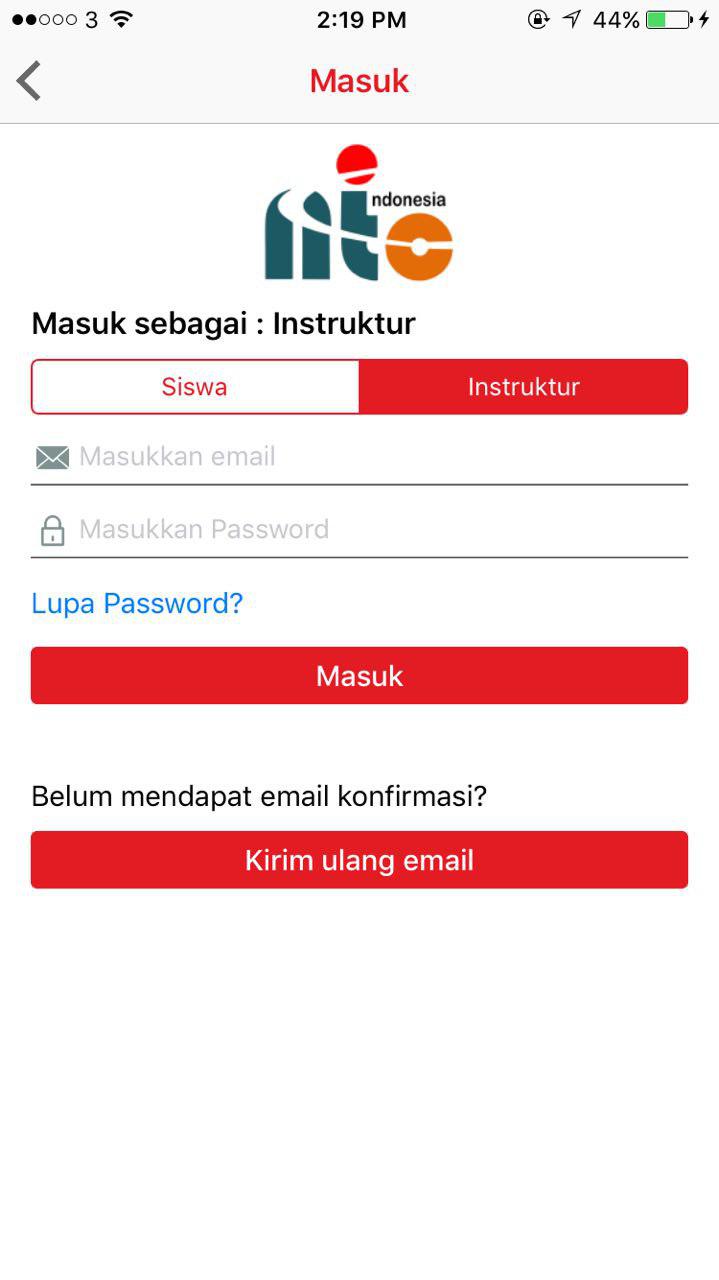 3 2:19 PM 44%
Masuk
ndonesia
Masuk sebagai : Instruktur
Siswa Instruktur
Masukkan email
Masukkan Password
Lupa Password?
Masuk
Belum mendapat email konfirmasi?
Kirim ulang email